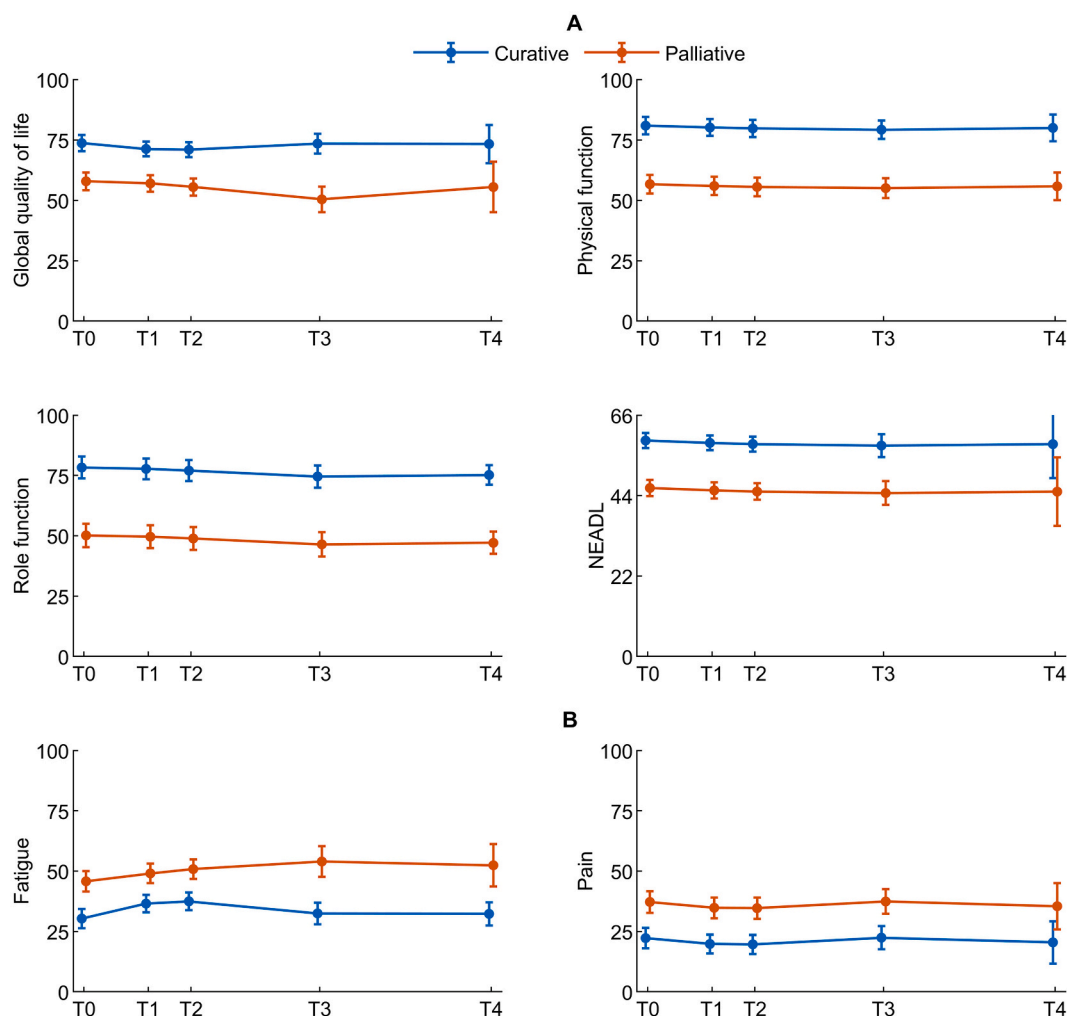 A
Curative Palliative
Global quality of life
100
75
50
25
0
T0 T1 T2 T3 T4
Physical function
100
75
50
25
0
T0 T1 T2 T3 T4
Role function
100
75
50
25
0
T0 T1 T2 T3 T4
NEADL
66
44
22
0
T0 T1 T2 T3 T4
B
Fatigue
100
75
50
25
0
T0 T1 T2 T3 T4
Pain
100
75
50
25
0
T0 T1 T2 T3 T4